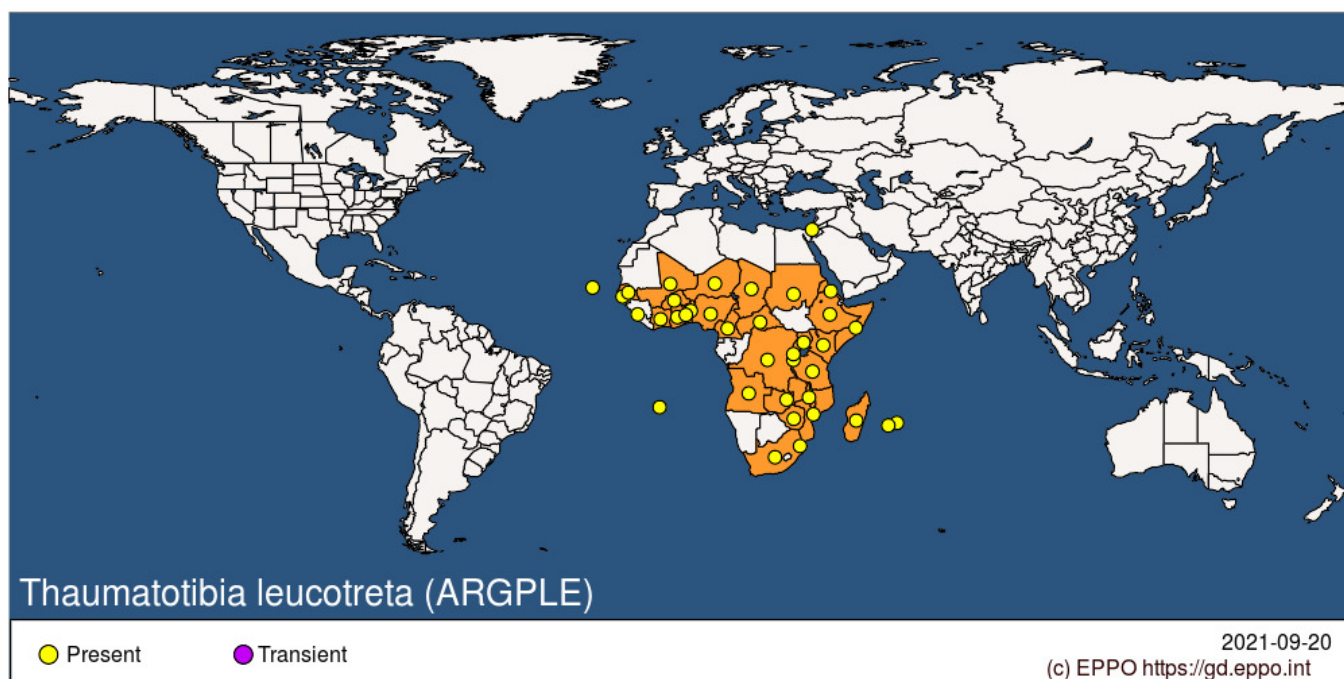 Thaumatotibia leucotreta (ARGPLE)
Present
Transient
2021-09-20
(c) EPPO https://gd.eppo.int